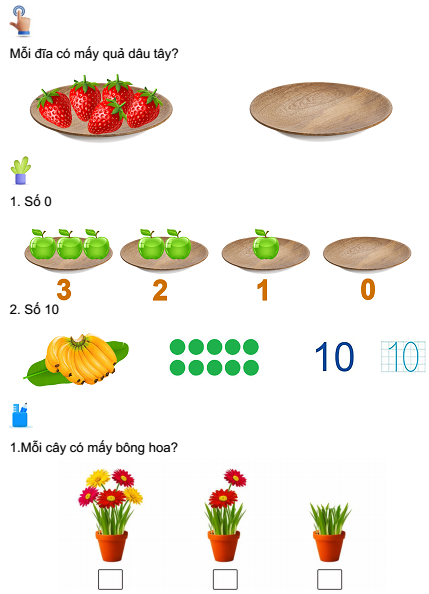 Mỗi đĩa có mấy quả dâu tây?
1. Số 0
3 2 1 0
2. Số 10
10 10
1.Mỗi cây có mấy bông hoa?